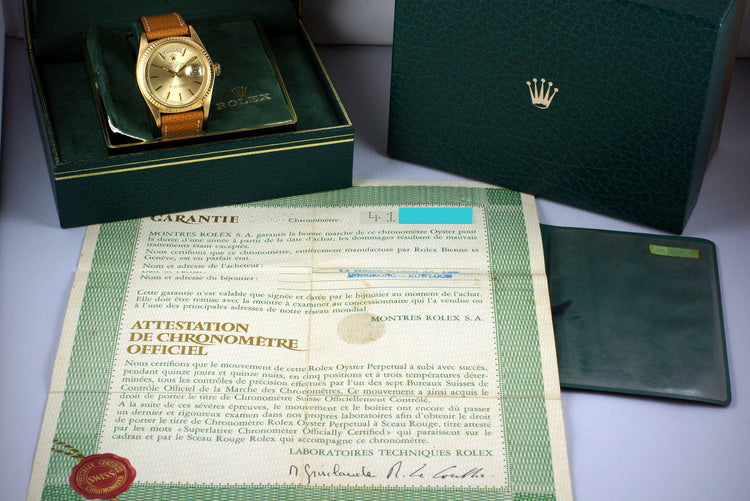 ROLEX
GARANTIE
Chronomètre:
MONTRES ROLEX S.A. garantit la bonne marche de ce chronomètre Oyster pour
la durée d'une année à partir de la date d'achat, les dommages résultant de mauvais
traitements étant exceptés.
Nous certifions que ce chronomètre, entièrement manufacturé par Rolex Bienne et
Genève, est en parfait état.
Nom et adresse de l'acheteur:
Nom et adresse du bijoutier:
HONGKONG - KOWLOON
Cette garantie n'est valable que signée et datée par le bijoutier au moment de l'achat.
Elle doit être remise avec la montre à examiner au concessionnaire qui l'a vendue ou
à l'une des principales adresses de notre réseau mondial.
MONTRES ROLEX S.A.
ATTESTATION
DE CHRONOMÈTRE
OFFICIEL
Nous certifions que le mouvement de cette Rolex Oyster Perpetual a subi avec succès,
pendant quinze jours et quinze nuits, en cinq positions et à trois températures déter-
minées, tous les contrôles de précision effectués par l'un des sept Bureaux Suisses de
Contrôle Officiel de la Marche des Chronomètres. Ce mouvement a ainsi acquis le
droit de porter le titre de Chronomètre Suisse Officiellement Contrôlé.
A la suite de ces sévères épreuves, le mouvement et le boîtier ont encore dû passer
un dernier et rigoureux examen dans nos propres laboratoires afin d'obtenir le droit
de porter le titre de Chronomètre Rolex Oyster Perpetual à Sceau Rouge, titre attesté
par les mots «Superlative Chronometer Officially Certified» qui paraissent sur le
cadran et par le Sceau Rouge Rolex qui accompagne ce chronomètre.
LABORATOIRES TECHNIQUES ROLEX
OFFICIALLY CERTIFIED
SWISS
CHRONOMETER